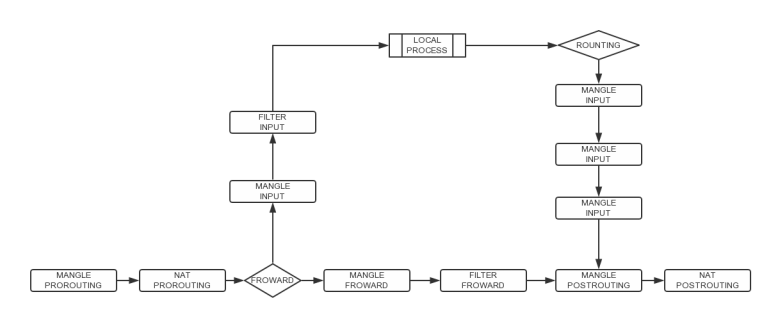 LOCAL
PROCESS
ROUNTING
MANGLE
INPUT
FILTER
INPUT
MANGLE
INPUT
MANGLE
INPUT
MANGLE
INPUT
MANGLE
PROROUTING
NAT
PROROUTING
FROWARD
MANGLE
FROWARD
FILTER
FROWARD
MANGLE
POSTROUTING
NAT
POSTROUTING